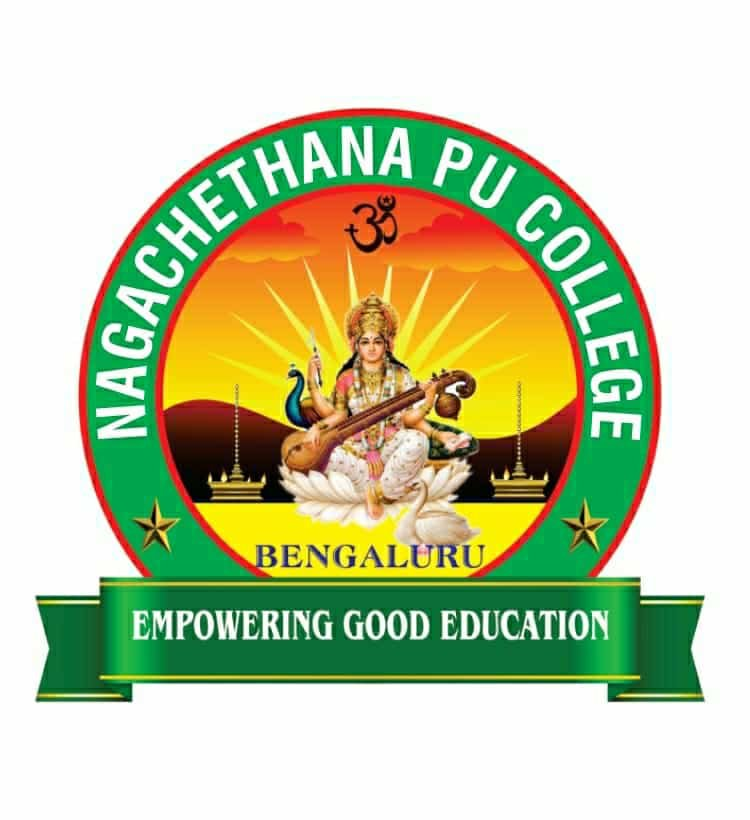 NAGACHETHANA PU COLLEGE
ॐ
BENGALURU
EMPOWERING GOOD EDUCATION